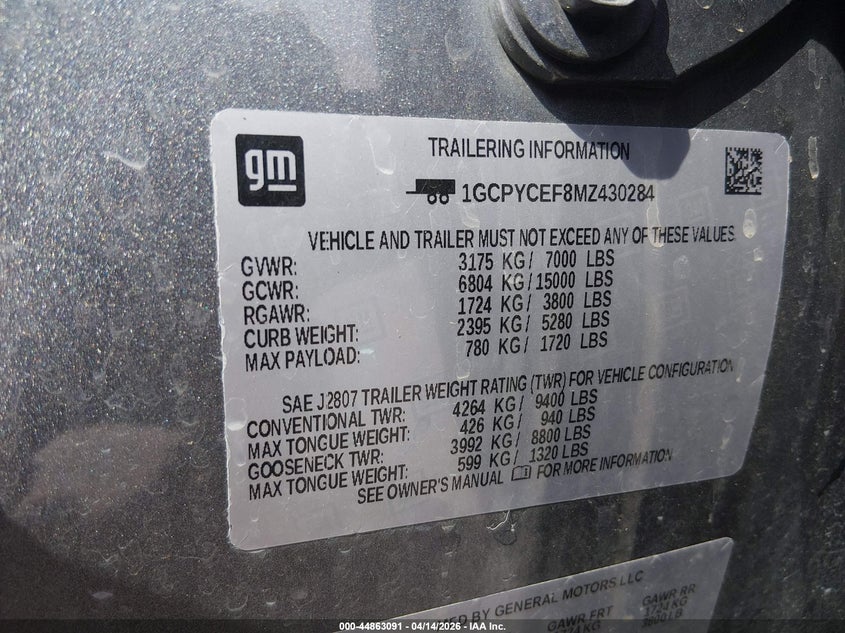 gm
TRAILERING INFORMATION
1GCPYCEF8MZ430284
VEHICLE AND TRAILER MUST NOT EXCEED ANY OF THESE VALUES
GVWR: 3175 KG / 7000 LBS
GCWR: 6804 KG / 15000 LBS
RGAWR: 1724 KG / 3800 LBS
CURB WEIGHT: 2395 KG / 5280 LBS
MAX PAYLOAD: 780 KG / 1720 LBS
SAE J2807 TRAILER WEIGHT RATING (TWR) FOR VEHICLE CONFIGURATION
CONVENTIONAL TWR: 4264 KG / 9400 LBS
MAX TONGUE WEIGHT: 426 KG / 940 LBS
GOOSENECK TWR: 3992 KG / 8800 LBS
MAX TONGUE WEIGHT: 599 KG / 1320 LBS
SEE OWNER'S MANUAL FOR MORE INFORMATION
BY GENERAL MOTORS LLC
GAWR FRT GAWR RR
KG 1724 KG
LB
000-44863091 - 04/14/2026 - IAA Inc.